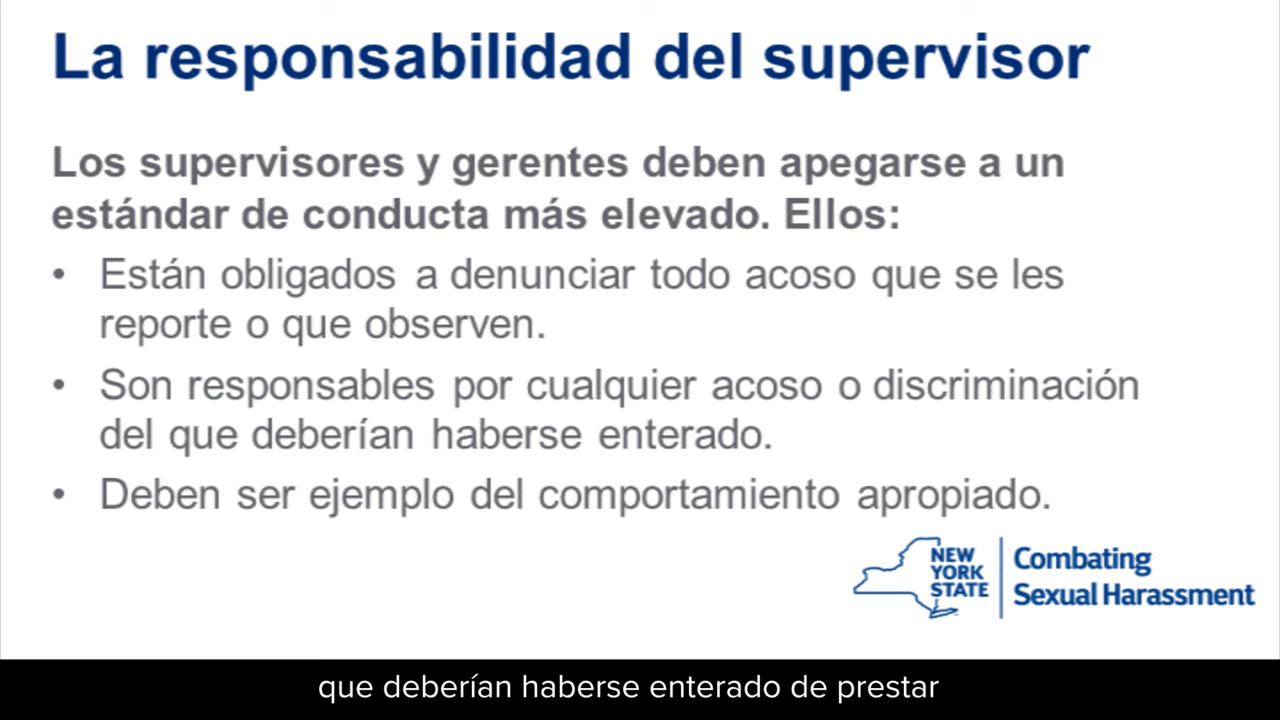 La responsabilidad del supervisor
Los supervisores y gerentes deben apegarse a un
estándar de conducta más elevado. Ellos:
• Están obligados a denunciar todo acoso que se les
reporte o que observen.
• Son responsables por cualquier acoso o discriminación
del que deberían haberse enterado.
• Deben ser ejemplo del comportamiento apropiado.
NEW
YORK
STATE
Combating
Sexual Harassment
que deberían haberse enterado de prestar